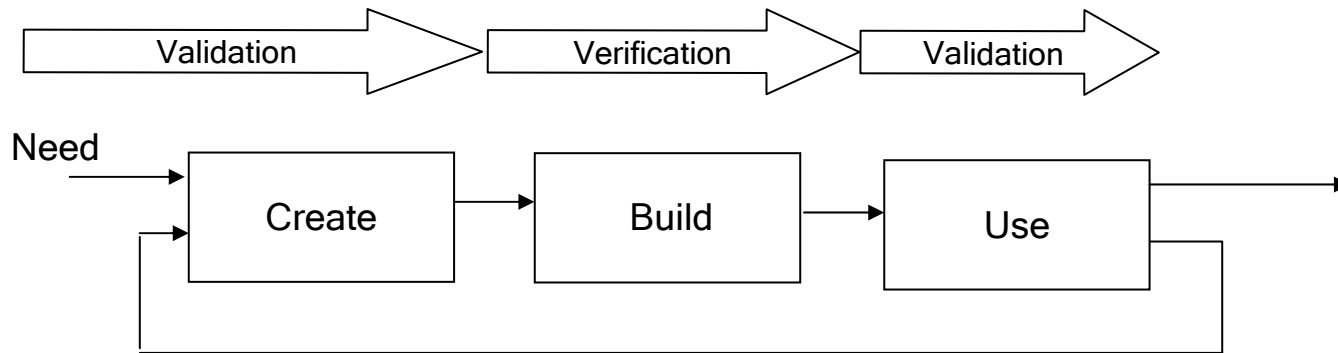 Validation
Verification
Validation
Need
Create
Build
Use